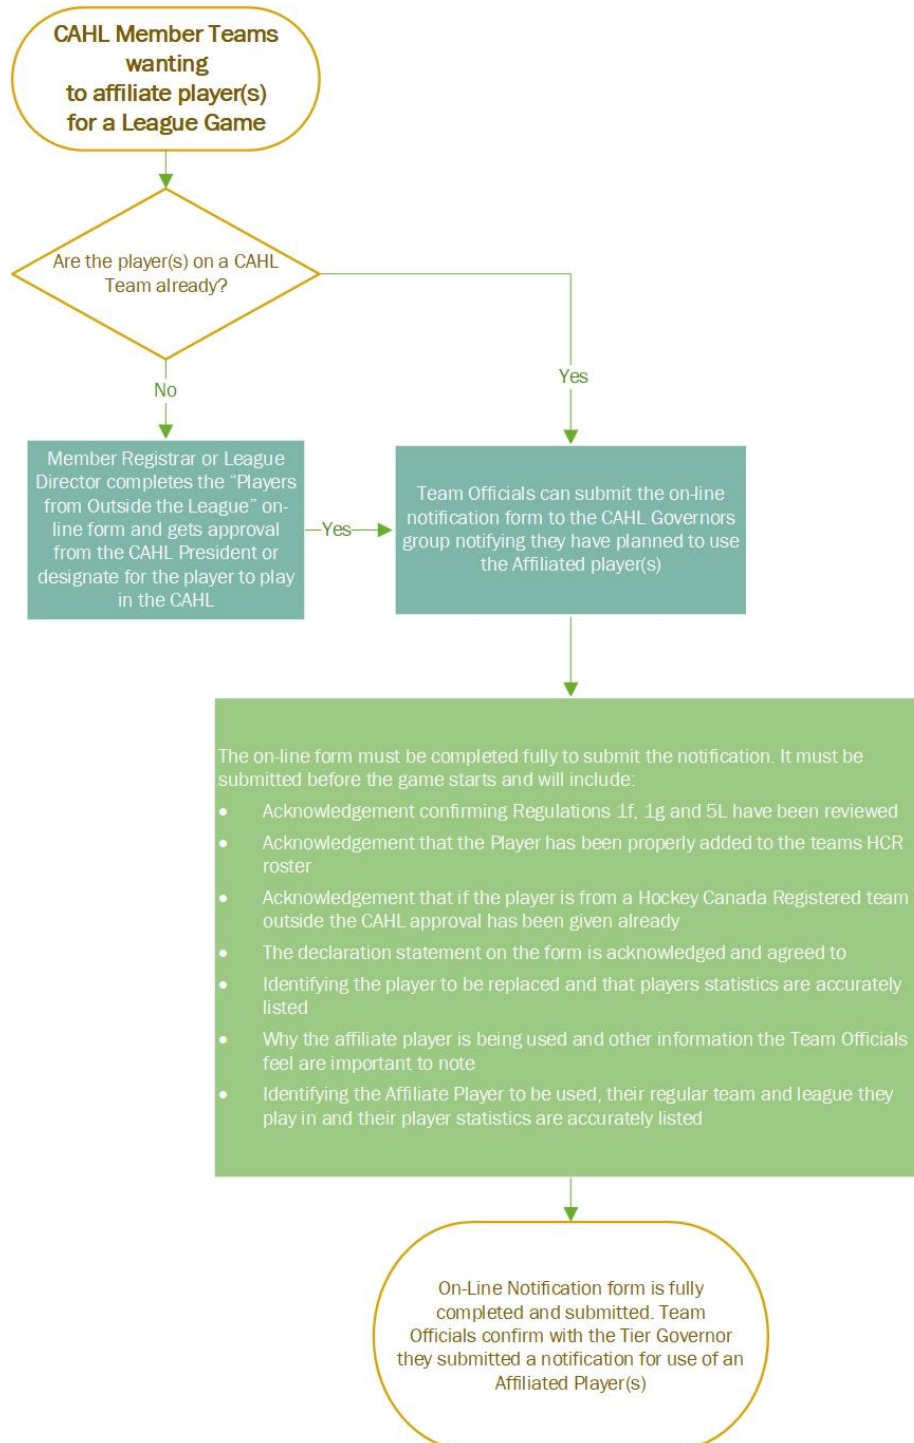 CAHL Member Teams
wanting
to affiliate player(s)
for a League Game
Are the player(s) on a CAHL
Team already?
No
Yes
Member Registrar or League
Director completes the “Players
from Outside the League” on-
line form and gets approval
from the CAHL President or
designate for the player to play
in the CAHL
Yes
Team Officials can submit the on-line
notification form to the CAHL Governors
group notifying they have planned to use
the Affiliated player(s)
The on-line form must be completed fully to submit the notification. It must be
submitted before the game starts and will include:
• Acknowledgement confirming Regulations 1f, 1g and 5L have been reviewed
• Acknowledgement that the Player has been properly added to the teams HCR
roster
• Acknowledgement that if the player is from a Hockey Canada Registered team
outside the CAHL approval has been given already
• The declaration statement on the form is acknowledged and agreed to
• Identifying the player to be replaced and that players statistics are accurately
listed
• Why the affiliate player is being used and other information the Team Officials
feel are important to note
• Identifying the Affiliate Player to be used, their regular team and league they
play in and their player statistics are accurately listed
On-Line Notification form is fully
completed and submitted. Team
Officials confirm with the Tier Governor
they submitted a notification for use of an
Affiliated Player(s)